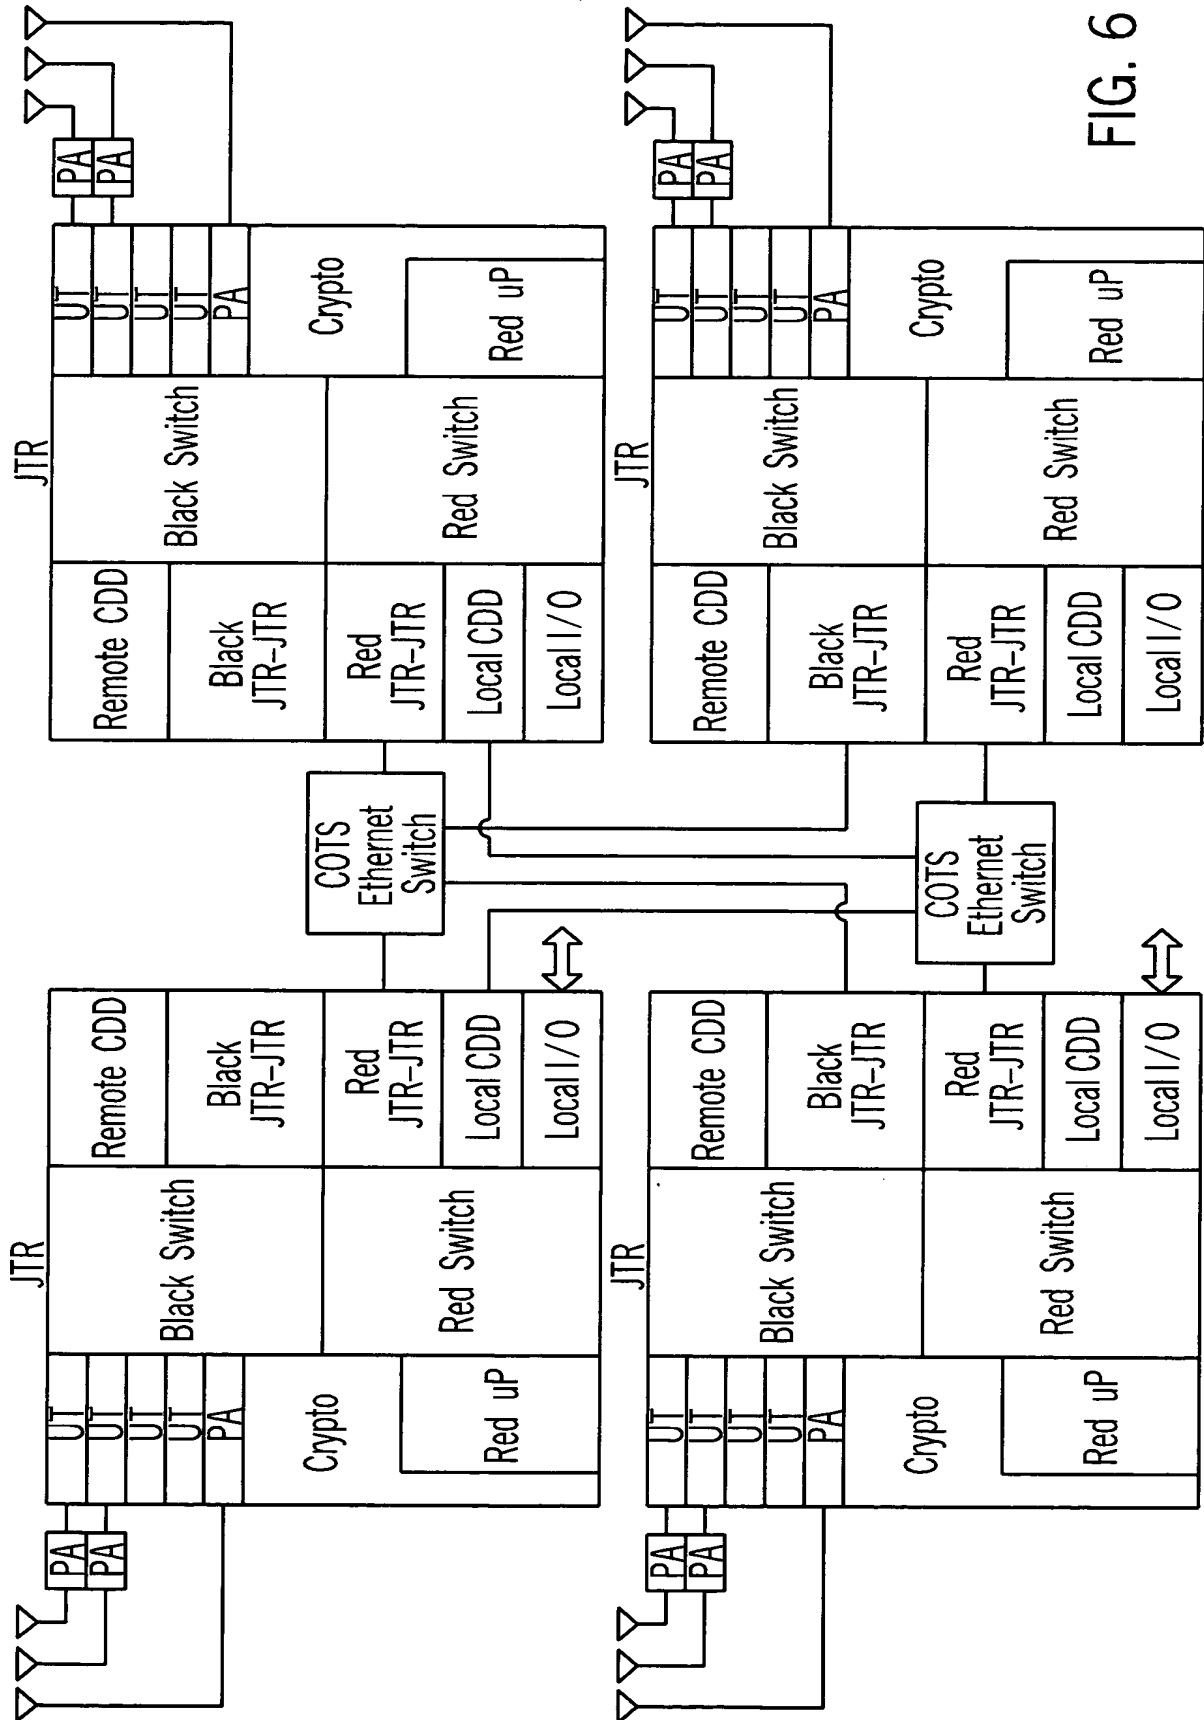 JTR
PA
PA
UT
UT
UT
UT
PA
Crypto
Red uP
Black Switch
Red Switch
Remote CDD
Black
JTR–JTR
Red
JTR–JTR
Local CDD
Local I/O
COTS
Ethernet
Switch
JTR
Remote CDD
Black
JTR–JTR
Red
JTR–JTR
Local CDD
Local I/O
Black Switch
Red Switch
UT
UT
UT
UT
PA
Crypto
Red uP
PA
PA
JTR
PA
PA
UT
UT
UT
UT
PA
Crypto
Red uP
Black Switch
Red Switch
Remote CDD
Black
JTR–JTR
Red
JTR–JTR
Local CDD
Local I/O
COTS
Ethernet
Switch
JTR
Remote CDD
Black
JTR–JTR
Red
JTR–JTR
Local CDD
Local I/O
Black Switch
Red Switch
UT
UT
UT
UT
PA
Crypto
Red uP
PA
PA
FIG. 6